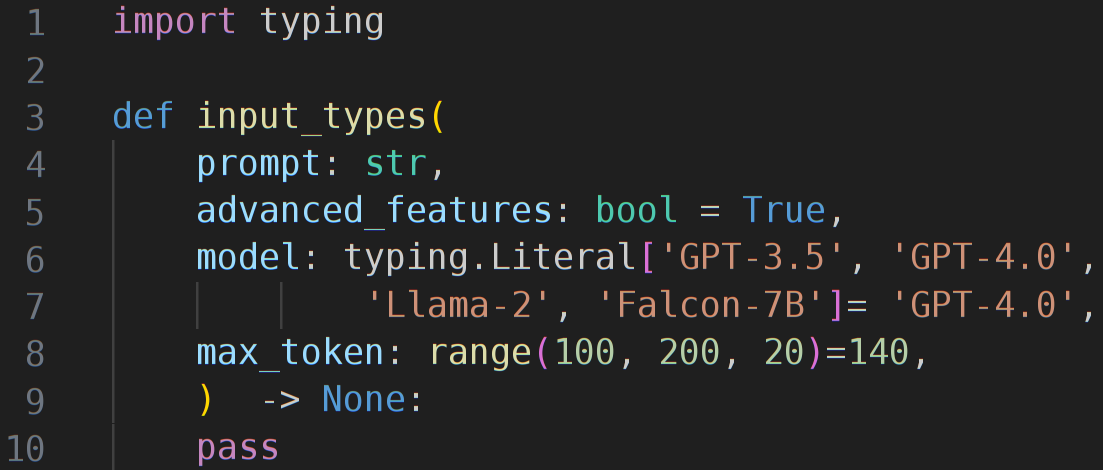 1 import typing
2
3 def input_types(
4     prompt: str,
5     advanced_features: bool = True,
6     model: typing.Literal['GPT-3.5', 'GPT-4.0',
7             'Llama-2', 'Falcon-7B']= 'GPT-4.0',
8     max_token: range(100, 200, 20)=140,
9     )  -> None:
10     pass